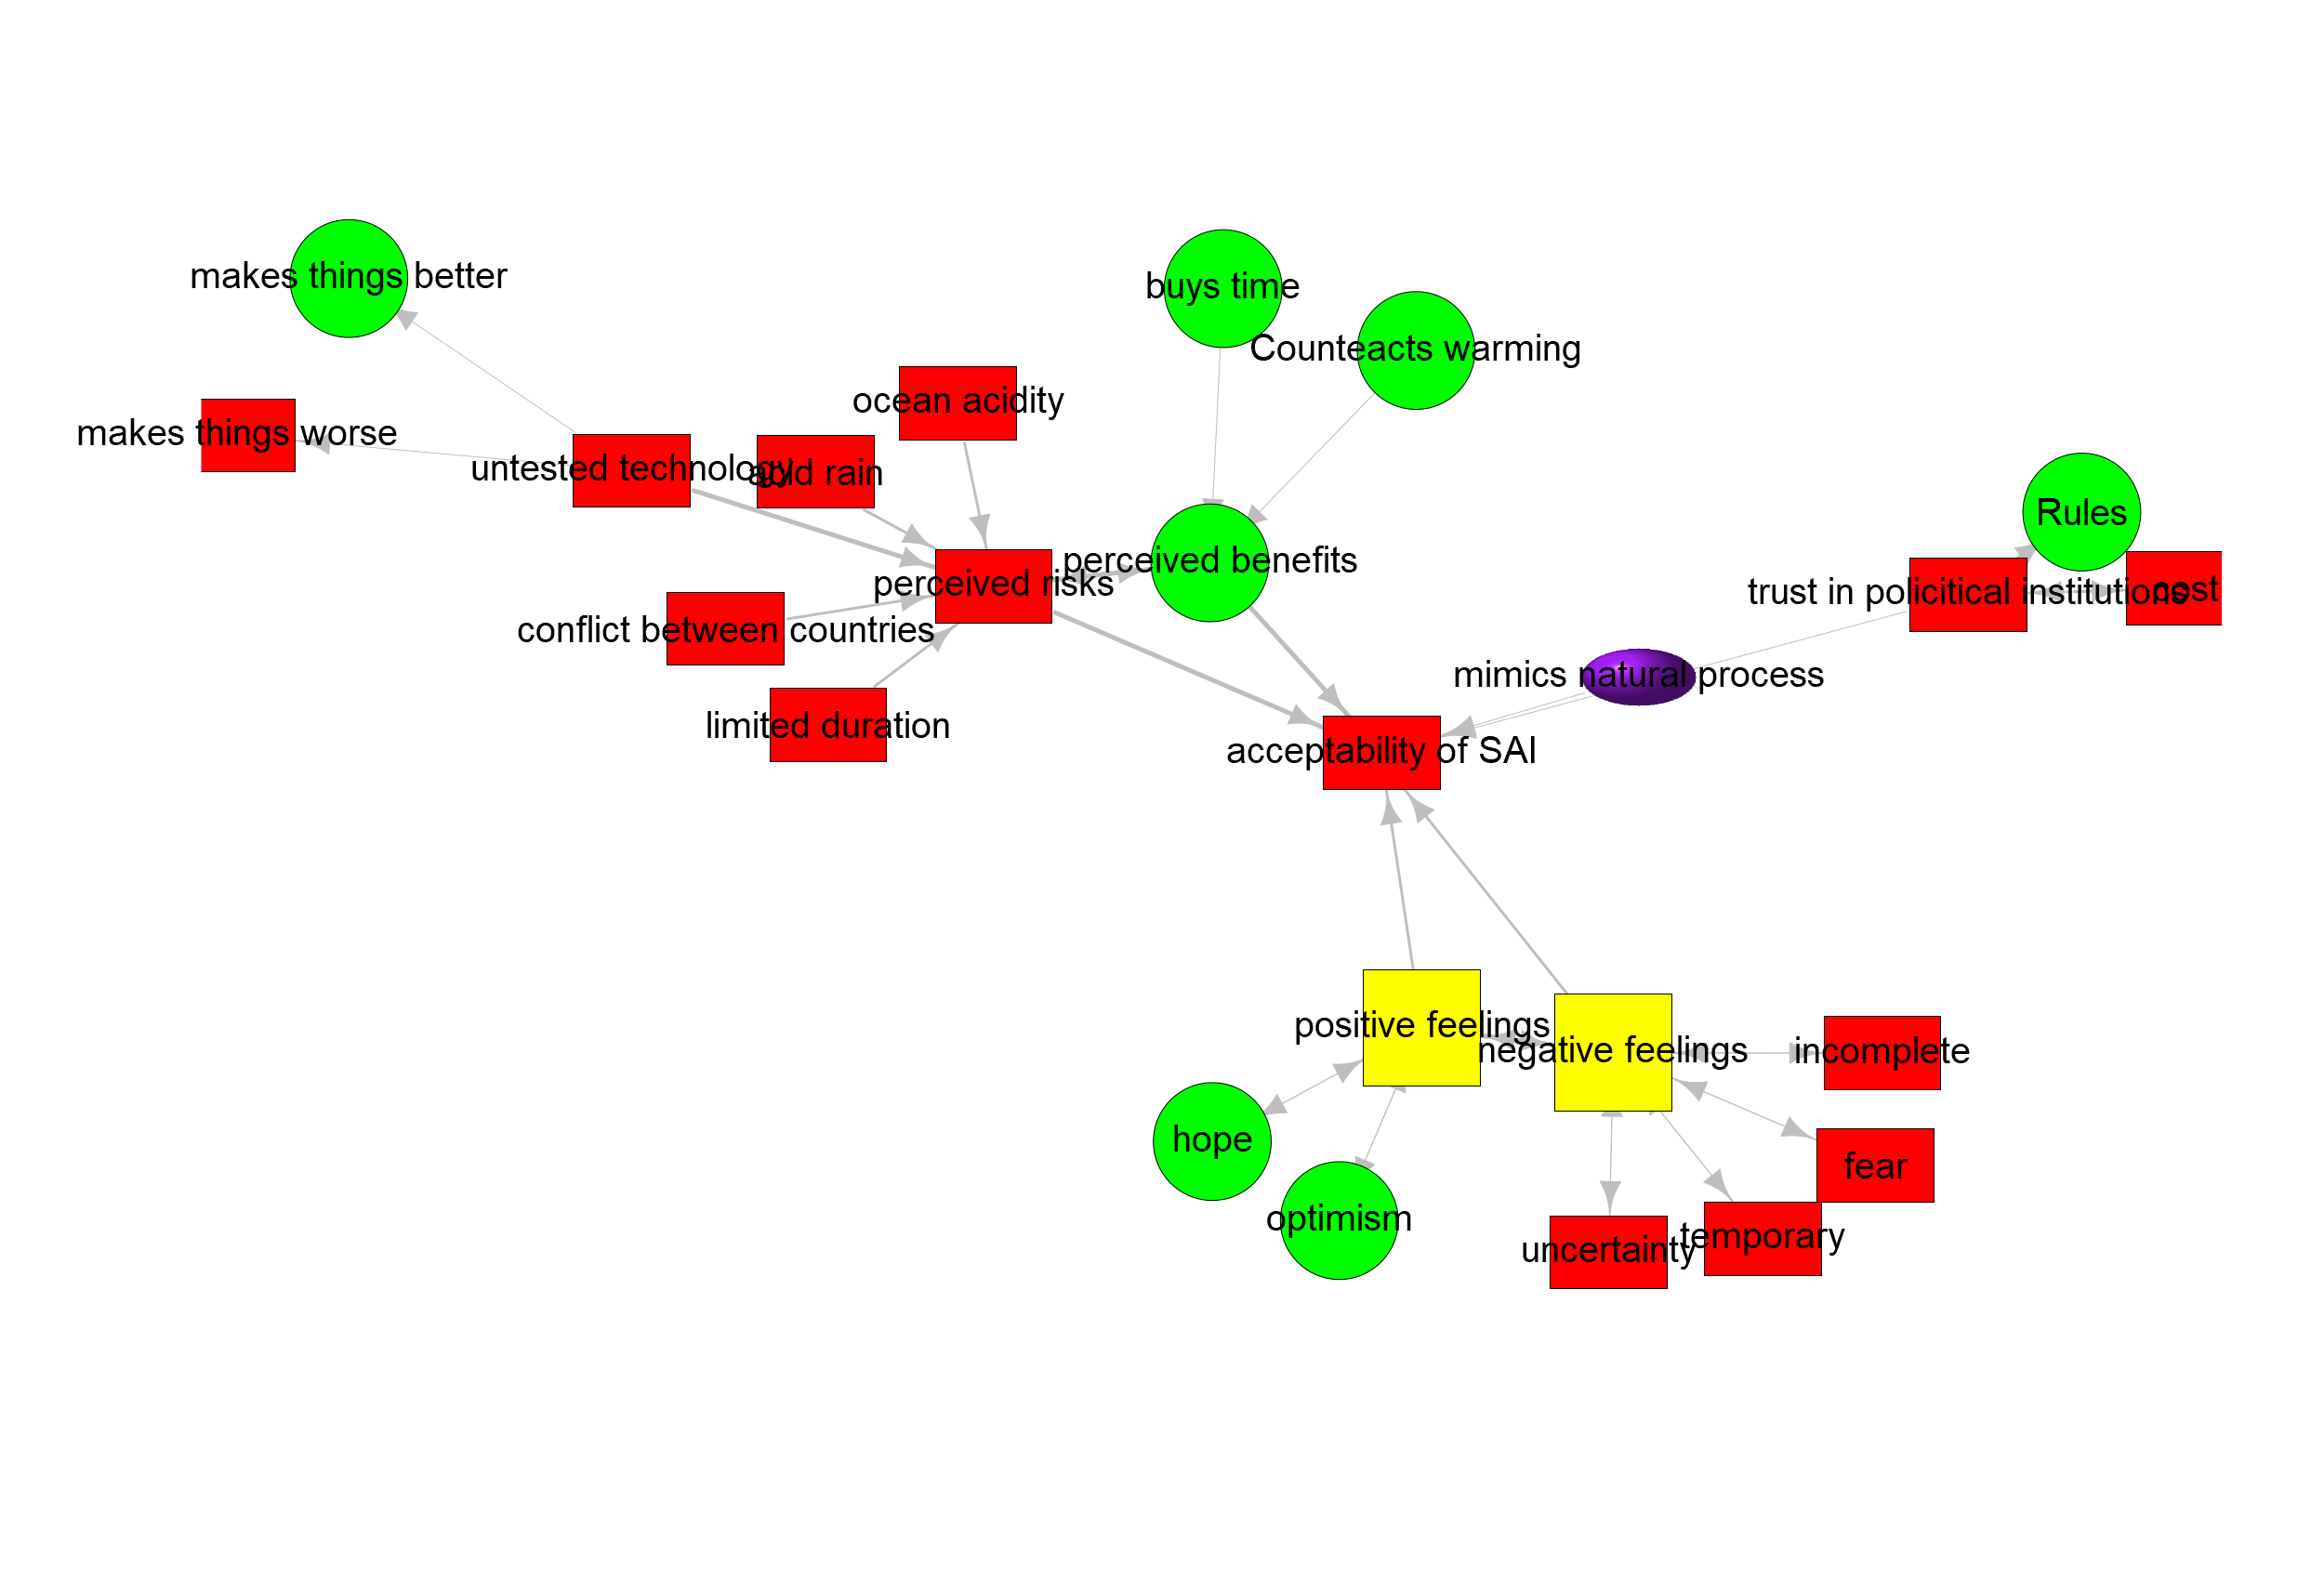 makes things better
buys time
Counteacts warming
ocean acidity
makes things worse
untested technology
acid rain
Rules
perceived benefits
perceived risks
trust in policitical institutions
cost
conflict between countries
mimics natural process
limited duration
acceptability of SAI
positive feelings
negative feelings
incomplete
hope
fear
optimism
temporary
uncertainty